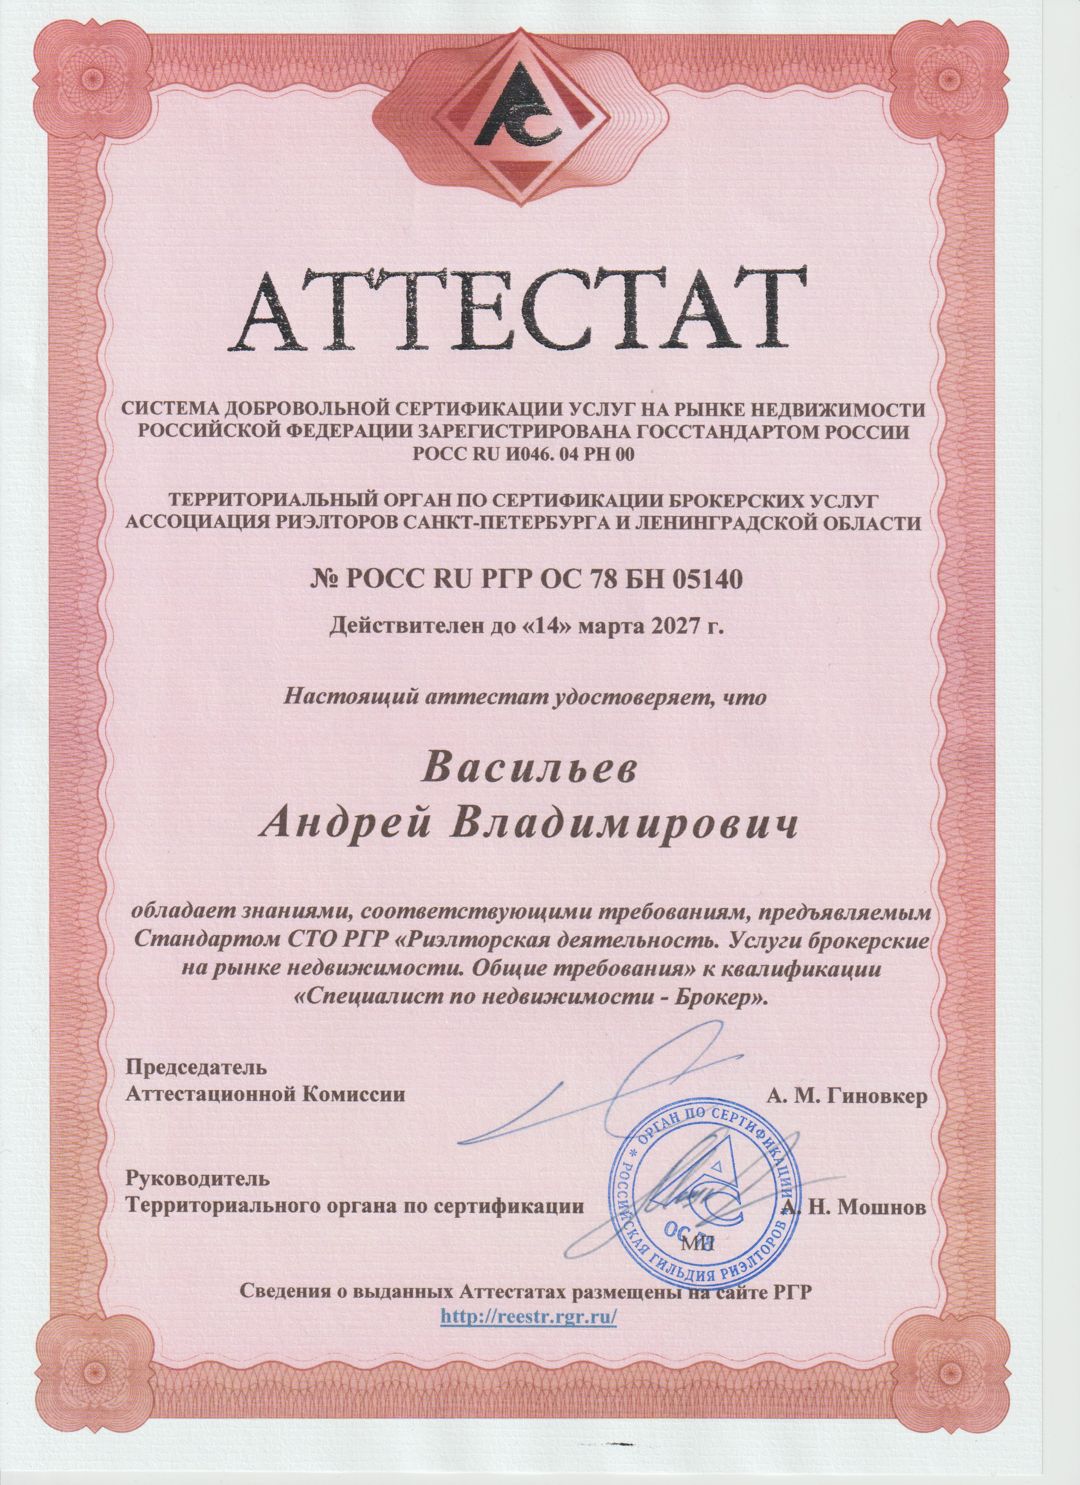 АТТЕСТАТ
СИСТЕМА ДОБРОВОЛЬНОЙ СЕРТИФИКАЦИИ УСЛУГ НА РЫНКЕ НЕДВИЖИМОСТИ
РОССИЙСКОЙ ФЕДЕРАЦИИ ЗАРЕГИСТРИРОВАНА ГОССТАНДАРТОМ РОССИИ
РОСС RU И046. 04 РН 00
ТЕРРИТОРИАЛЬНЫЙ ОРГАН ПО СЕРТИФИКАЦИИ БРОКЕРСКИХ УСЛУГ
АССОЦИАЦИЯ РИЭЛТОРОВ САНКТ-ПЕТЕРБУРГА И ЛЕНИНГРАДСКОЙ ОБЛАСТИ
№ РОСС RU РГР ОС 78 БН 05140
Действителен до «14» марта 2027 г.
Настоящий аттестат удостоверяет, что
Васильев
Андрей Владимирович
обладает знаниями, соответствующими требованиям, предъявляемым
Стандартом СТО РГР «Риэлторская деятельность. Услуги брокерские
на рынке недвижимости. Общие требования» к квалификации
«Специалист по недвижимости - Брокер».
Председатель
Аттестационной Комиссии
А. М. Гиновкер
Руководитель
Территориального органа по сертификации
А. Н. Мошнов
ОРГАН ПО СЕРТИФИКАЦИИ
РОССИЙСКАЯ ГИЛЬДИЯ РИЭЛТОРОВ
ОС 78
МП
Сведения о выданных Аттестатах размещены на сайте РГР
http://reestr.rgr.ru/